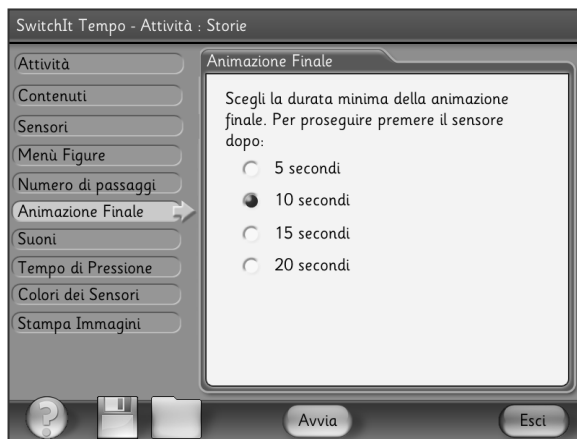 SwitchIt Tempo - Attività : Storie
Attività
Contenuti
Sensori
Menù Figure
Numero di passaggi
Animazione Finale
Suoni
Tempo di Pressione
Colori dei Sensori
Stampa Immagini
Animazione Finale
Scegli la durata minima della animazione
finale. Per proseguire premere il sensore
dopo:
5 secondi
10 secondi
15 secondi
20 secondi
?
Avvia
Esci